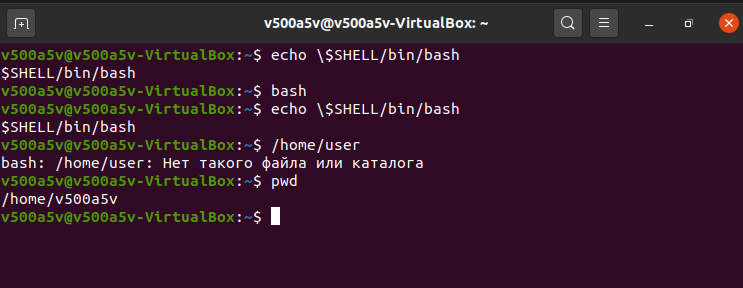 v500a5v@v500a5v-VirtualBox: ~
v500a5v@v500a5v-VirtualBox:~$ echo \$SHELL/bin/bash
$SHELL/bin/bash
v500a5v@v500a5v-VirtualBox:~$ bash
v500a5v@v500a5v-VirtualBox:~$ echo \$SHELL/bin/bash
$SHELL/bin/bash
v500a5v@v500a5v-VirtualBox:~$ /home/user
bash: /home/user: Нет такого файла или каталога
v500a5v@v500a5v-VirtualBox:~$ pwd
/home/v500a5v
v500a5v@v500a5v-VirtualBox:~$